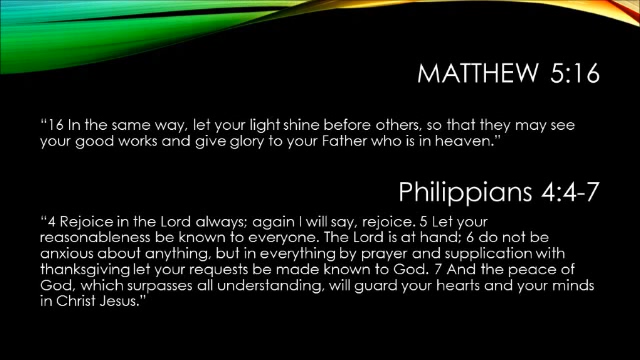 MATTHEW 5:16
“16 In the same way, let your light shine before others, so that they may see
your good works and give glory to your Father who is in heaven.”
Philippians 4:4-7
“4 Rejoice in the Lord always; again I will say, rejoice. 5 Let your
reasonableness be known to everyone. The Lord is at hand; 6 do not be
anxious about anything, but in everything by prayer and supplication with
thanksgiving let your requests be made known to God. 7 And the peace of
God, which surpasses all understanding, will guard your hearts and your minds
in Christ Jesus.”